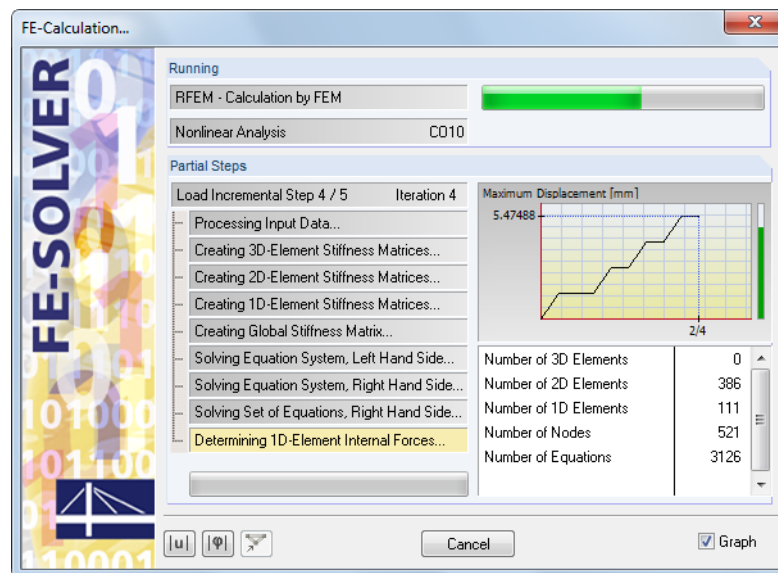 FE-Calculation...
FE-SOLVER
Running
RFEM - Calculation by FEM
Nonlinear Analysis CO10
Partial Steps
Load Incremental Step 4 / 5 Iteration 4
Processing Input Data...
Creating 3D-Element Stiffness Matrices...
Creating 2D-Element Stiffness Matrices...
Creating 1D-Element Stiffness Matrices...
Creating Global Stiffness Matrix...
Solving Equation System, Left Hand Side...
Solving Equation System, Right Hand Side...
Solving Set of Equations, Right Hand Side...
Determining 1D-Element Internal Forces...
Maximum Displacement [mm]
5.47488
2/4
Number of 3D Elements 0
Number of 2D Elements 386
Number of 1D Elements 111
Number of Nodes 521
Number of Equations 3126
|u| |φ|
Cancel
Graph